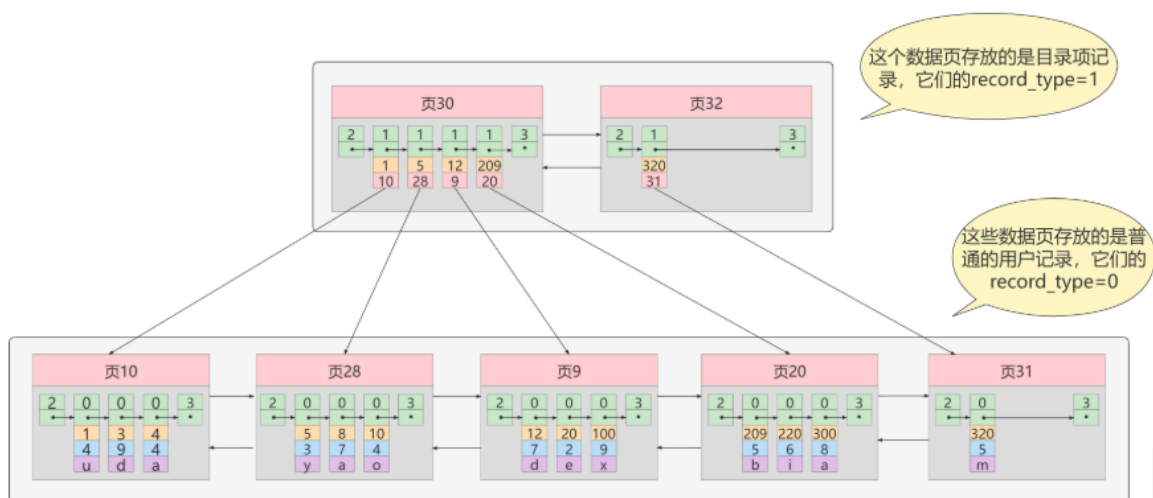 这个数据页存放的是目录项记
录，它们的record_type=1
页30
页32
2 1 1 1 1 3
2 1 3
1 5 12 209
320
10 28 9 20
31
这些数据页存放的是普
通的用户记录，它们的
record_type=0
页10
页28
页9
页20
页31
2 0 0 0 3
2 0 0 0 3
2 0 0 0 3
2 0 0 0 3
2 0 3
1 3 4
5 8 10
12 20 100
209 220 300
320
4 9 4
3 7 4
7 2 9
5 6 8
5
u d a
y a o
d e x
b i a
m